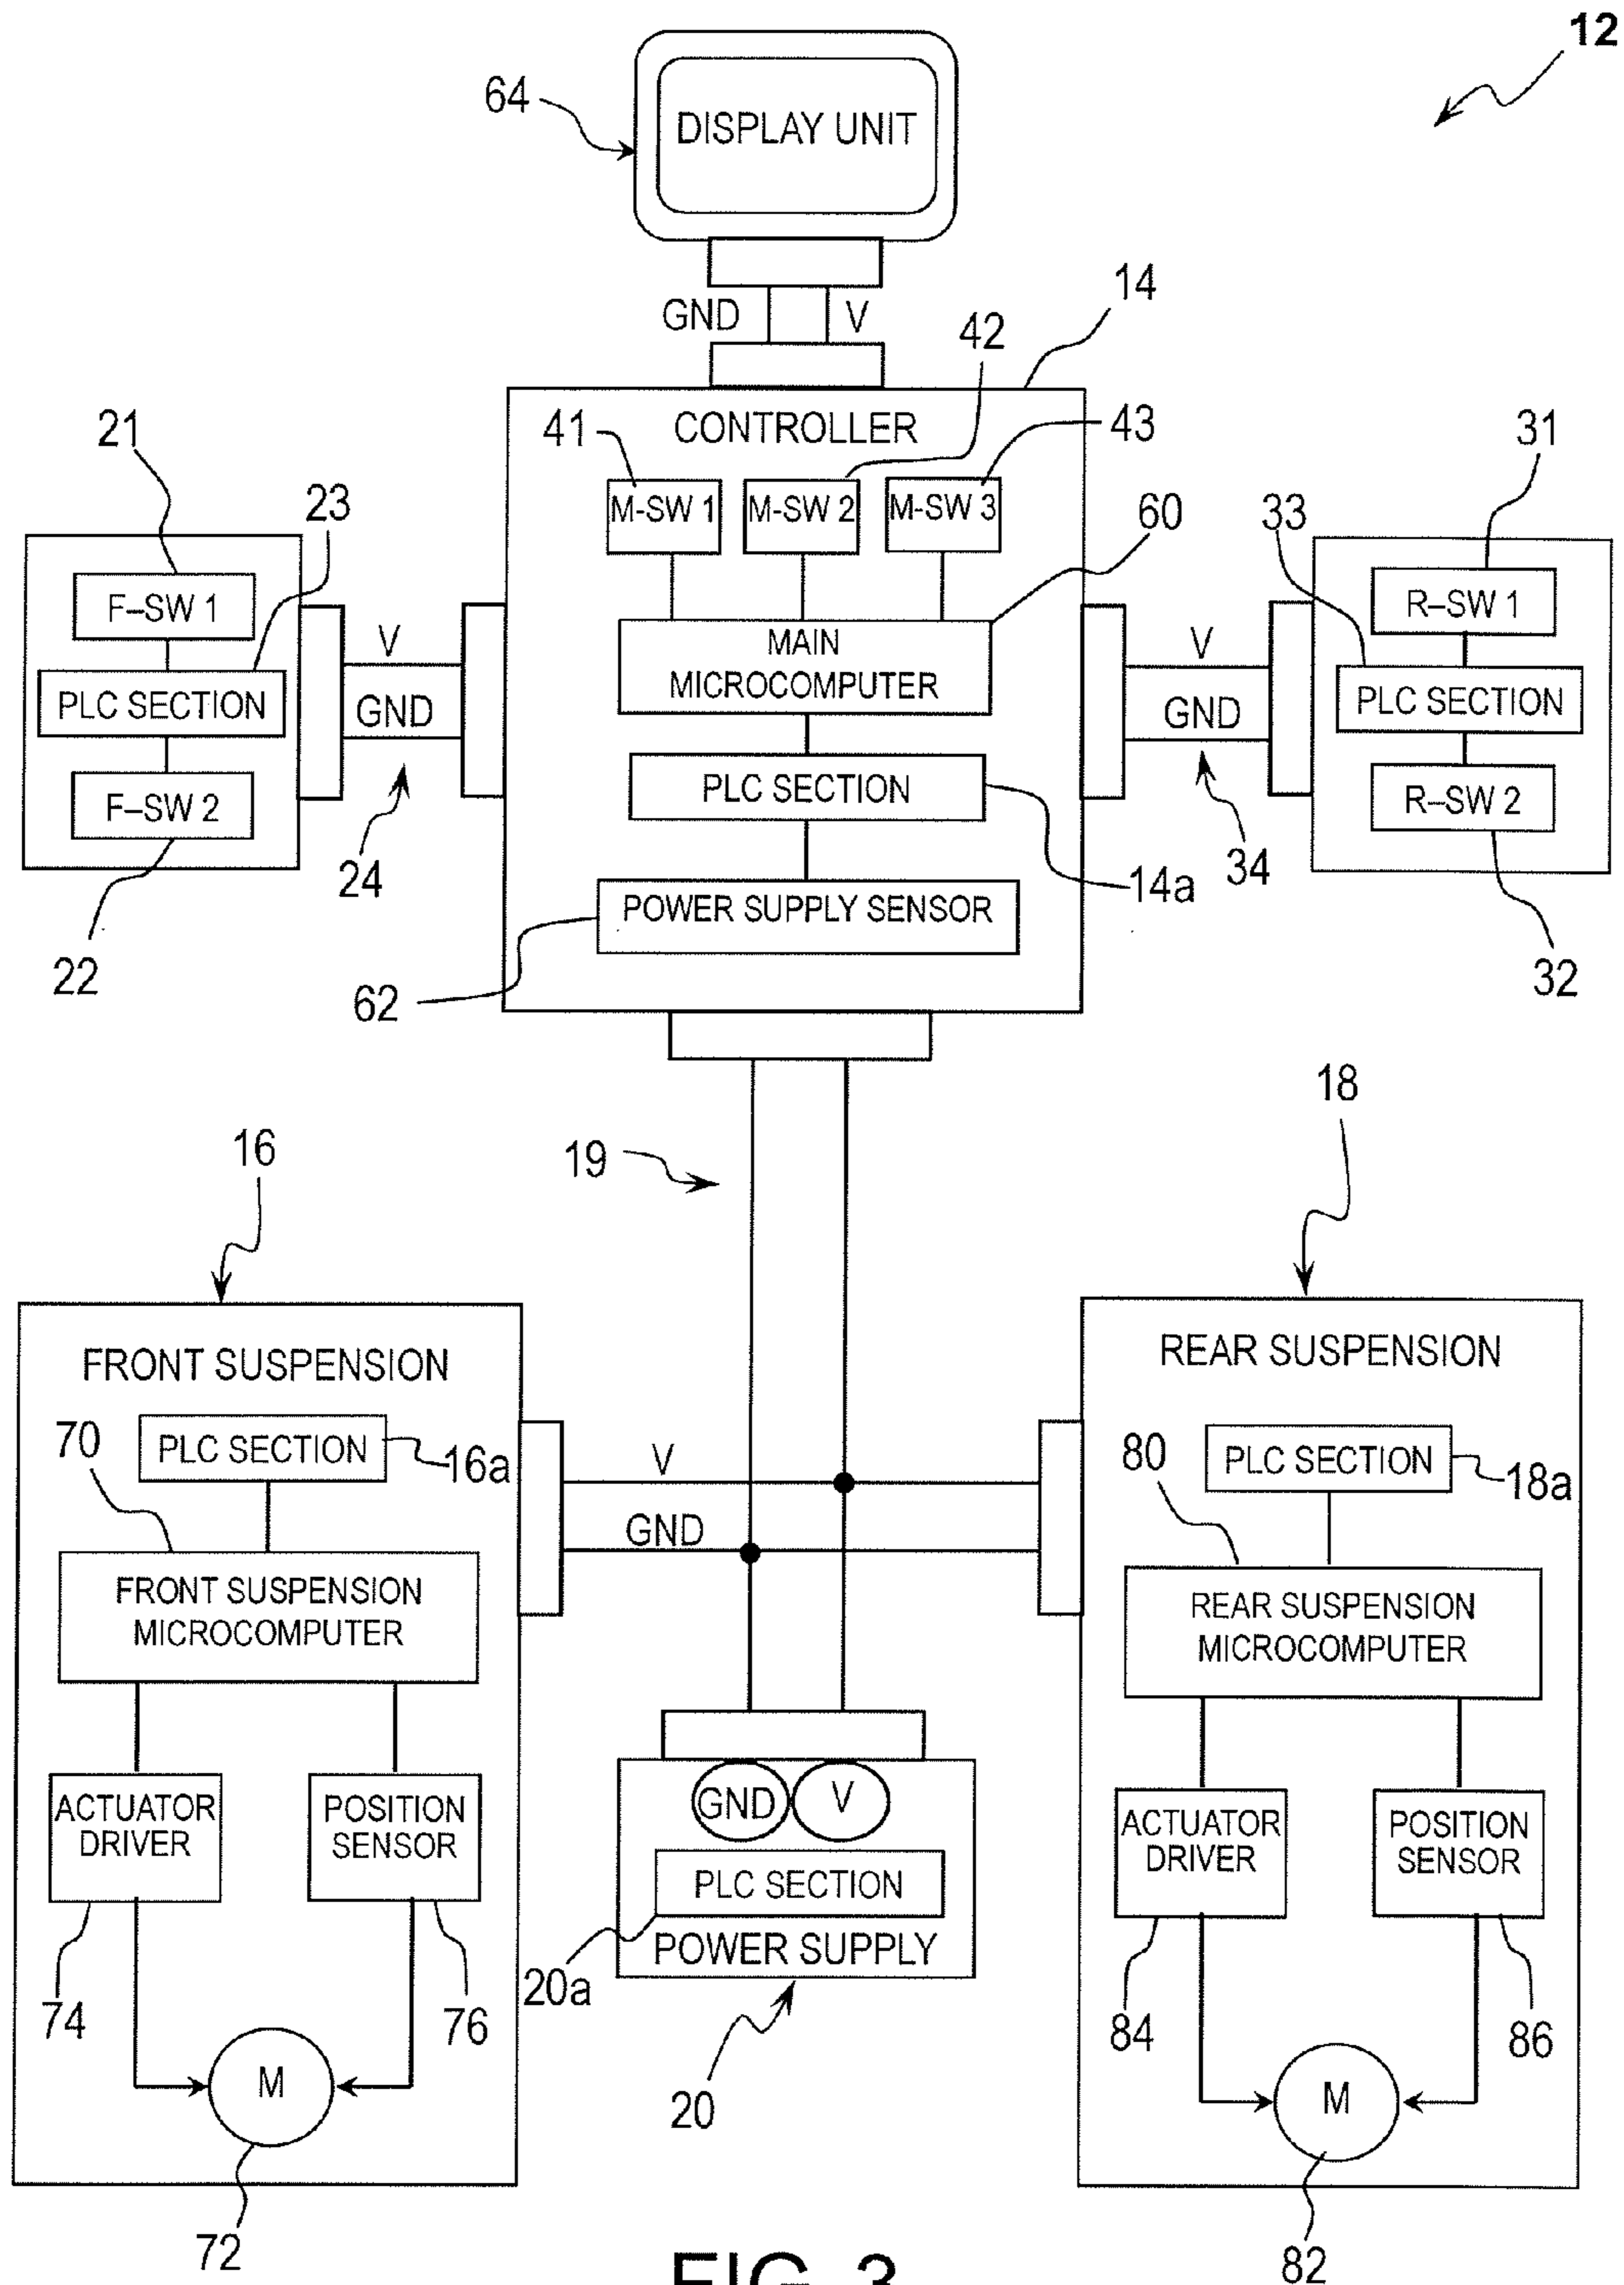 12
64
DISPLAY UNIT
GND V
14
42
41
CONTROLLER
43
21
31
M-SW 1
M-SW 2
M-SW 3
23
60
33
F–SW 1
R–SW 1
V
MAIN
MICROCOMPUTER
V
PLC SECTION
GND
GND
PLC SECTION
F–SW 2
PLC SECTION
R–SW 2
24
14a
34
POWER SUPPLY SENSOR
22
62
32
18
16
19
FRONT SUSPENSION
REAR SUSPENSION
70
PLC SECTION
16a
V
80
PLC SECTION
18a
GND
FRONT SUSPENSION
MICROCOMPUTER
REAR SUSPENSION
MICROCOMPUTER
ACTUATOR
DRIVER
POSITION
SENSOR
GND
V
ACTUATOR
DRIVER
POSITION
SENSOR
PLC SECTION
POWER SUPPLY
20a
74
76
84
86
M
20
M
72
82
FIG. 3